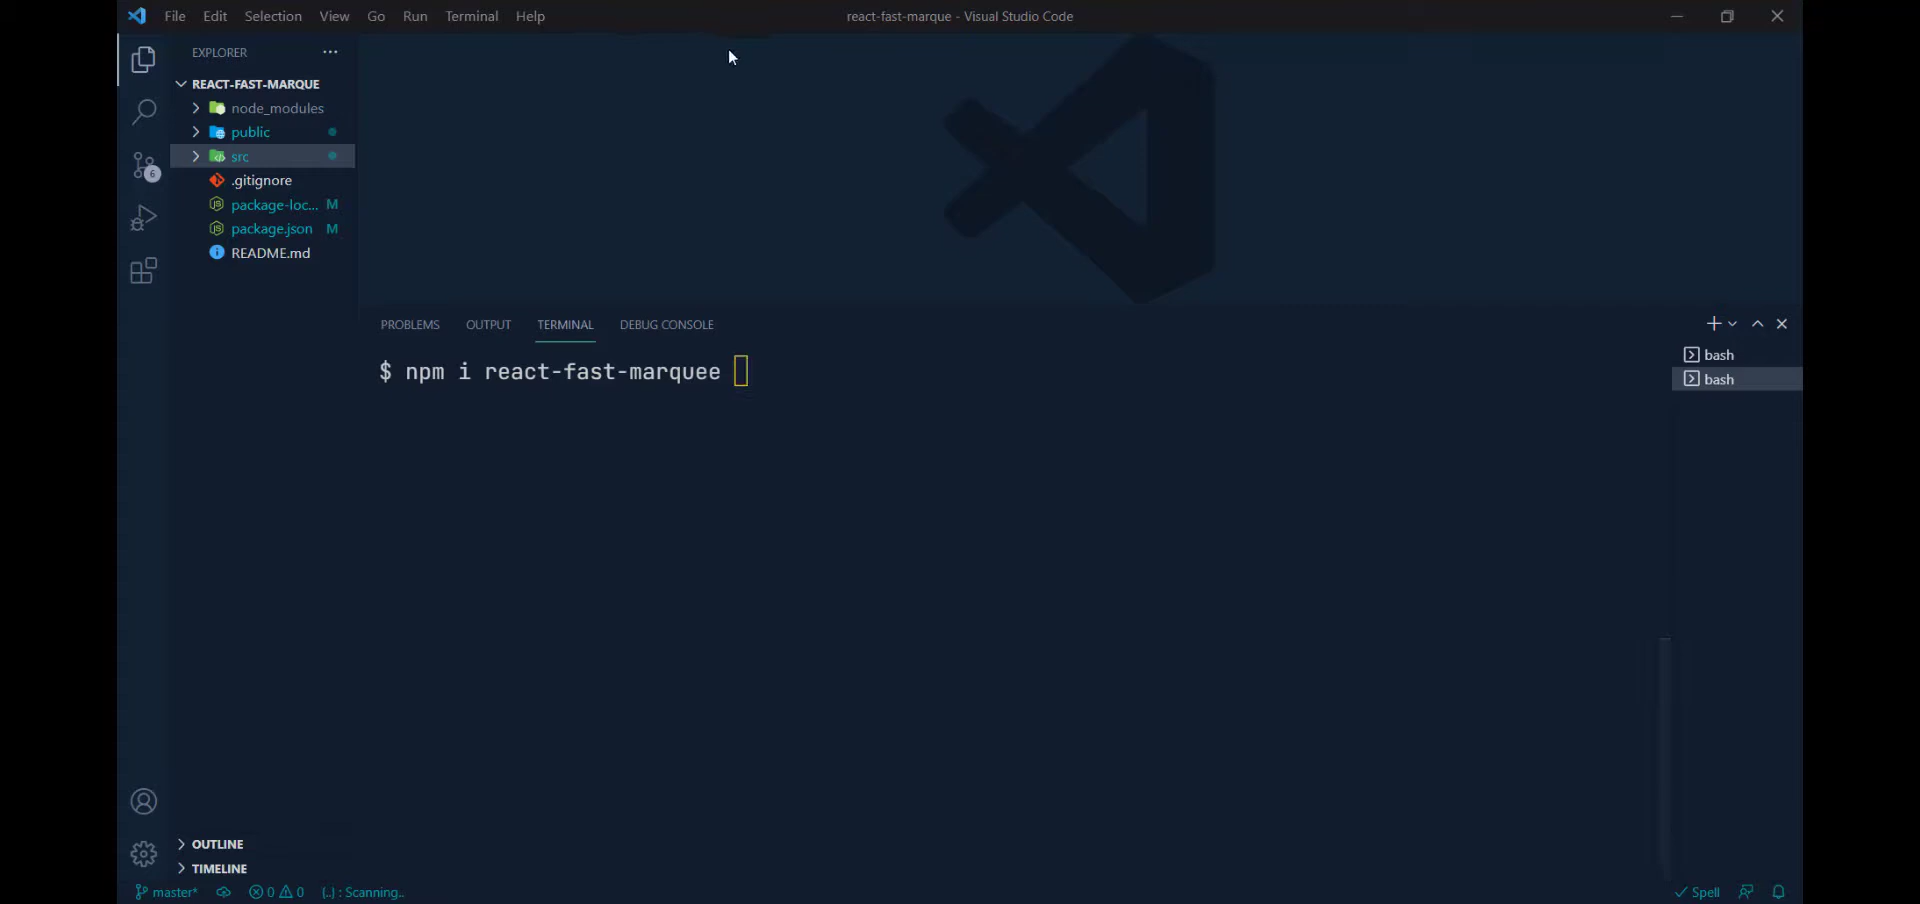 File Edit Selection View Go Run Terminal Help
react-fast-marque - Visual Studio Code
EXPLORER
REACT-FAST-MARQUE
node_modules
public
src
6
.gitignore
package-loc... M
package.json M
README.md
PROBLEMS OUTPUT TERMINAL DEBUG CONSOLE
bash
$ npm i react-fast-marquee
bash
OUTLINE
TIMELINE
master* 0 0 {..} : Scanning..
Spell